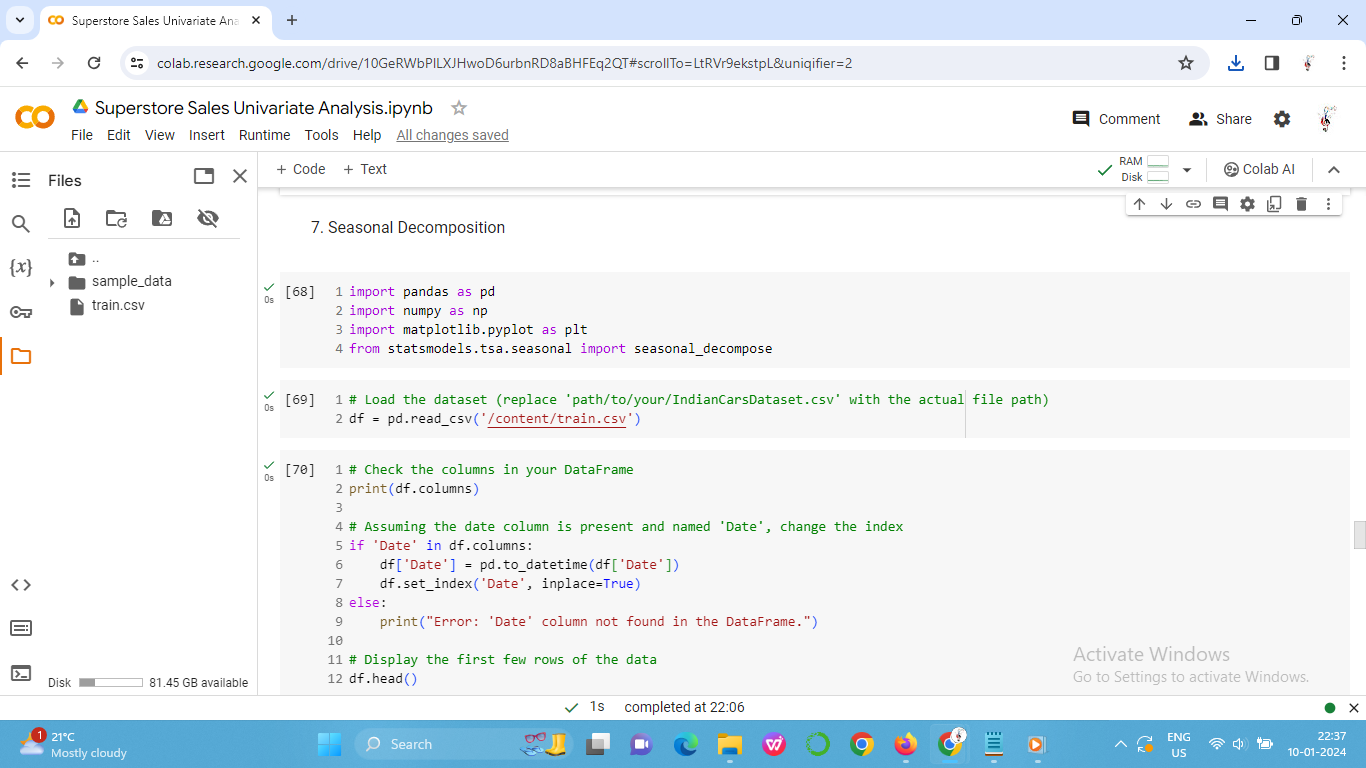 Superstore Sales Univariate Ana
colab.research.google.com/drive/10GeRWbPILXJHwoD6urbnRD8aBHFEq2QT#scrollTo=LtRVr9ekstpL&uniqifier=2
Superstore Sales Univariate Analysis.ipynb
File Edit View Insert Runtime Tools Help All changes saved
Comment Share
Files
+ Code + Text
RAM
Disk
Colab AI
..
sample_data
train.csv
7. Seasonal Decomposition
[68]
0s
1 import pandas as pd
2 import numpy as np
3 import matplotlib.pyplot as plt
4 from statsmodels.tsa.seasonal import seasonal_decompose
[69]
0s
1 # Load the dataset (replace 'path/to/your/IndianCarsDataset.csv' with the actual file path)
2 df = pd.read_csv('/content/train.csv')
[70]
0s
1 # Check the columns in your DataFrame
2 print(df.columns)
3
4 # Assuming the date column is present and named 'Date', change the index
5 if 'Date' in df.columns:
6 df['Date'] = pd.to_datetime(df['Date'])
7 df.set_index('Date', inplace=True)
8 else:
9 print("Error: 'Date' column not found in the DataFrame.")
10
11 # Display the first few rows of the data
12 df.head()
Activate Windows
Go to Settings to activate Windows.
Disk 81.45 GB available
1s completed at 22:06
1
21°C
Mostly cloudy
Search
ENG
US
22:37
10-01-2024